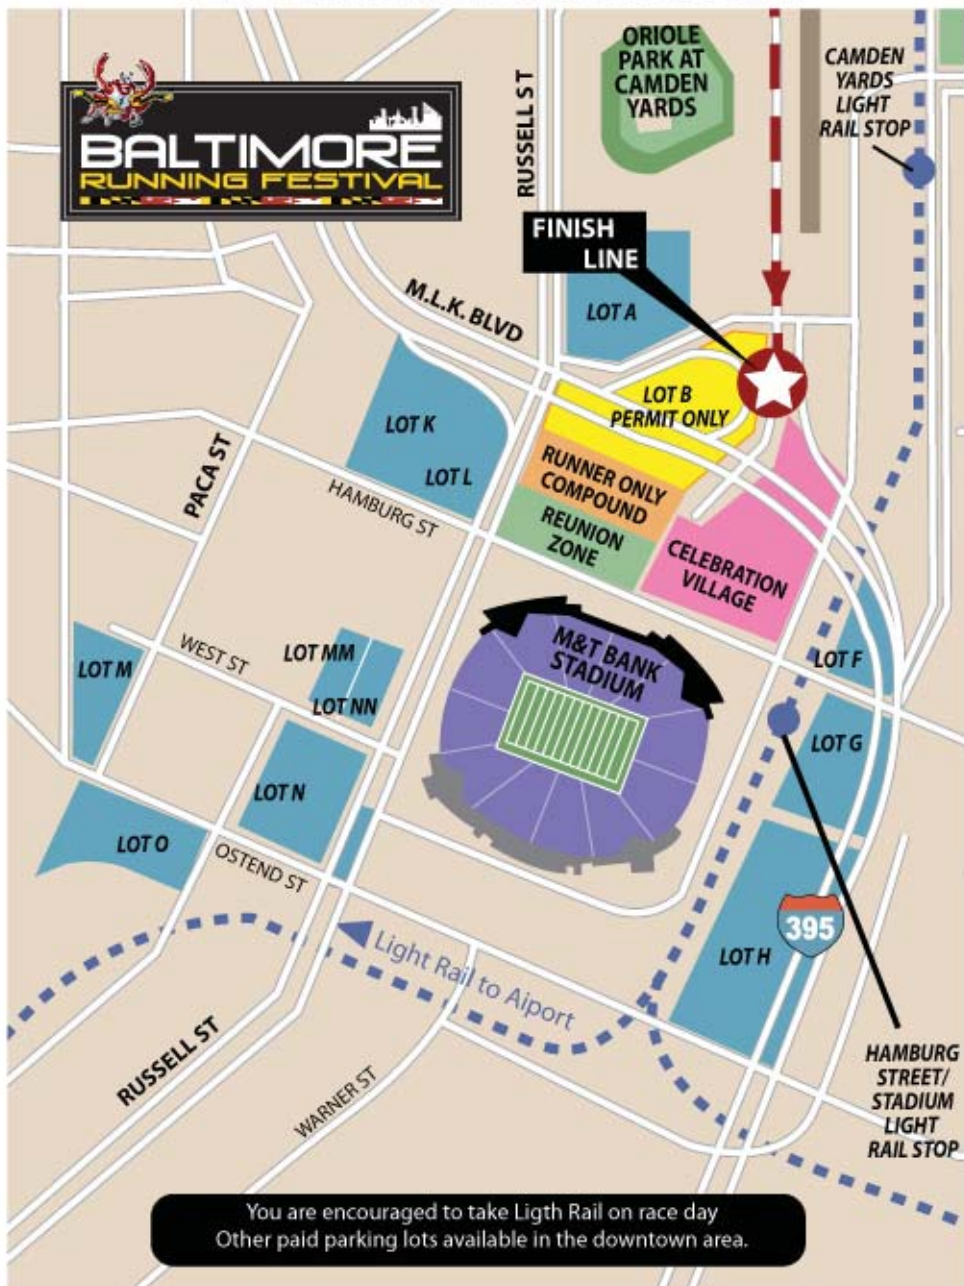 ORIOLE
PARK AT
CAMDEN
YARDS
CAMDEN
YARDS
LIGHT
RAIL STOP
BALTIMORE
RUNNING FESTIVAL
RUSSELL ST
FINISH
LINE
LOT A
M.L.K. BLVD
LOT B
PERMIT ONLY
LOT K
LOT L
PACA ST
HAMBURG ST
RUNNER ONLY
COMPOUND
REUNION
ZONE
CELEBRATION
VILLAGE
M&T BANK
STADIUM
LOT M
WEST ST
LOT MM
LOT NN
LOT F
LOT G
LOT N
LOT O
OSTEND ST
395
LOT H
Light Rail to Aiport
RUSSELL ST
WARNER ST
HAMBURG
STREET/
STADIUM
LIGHT
RAIL STOP
You are encouraged to take Ligth Rail on race day
Other paid parking lots available in the downtown area.